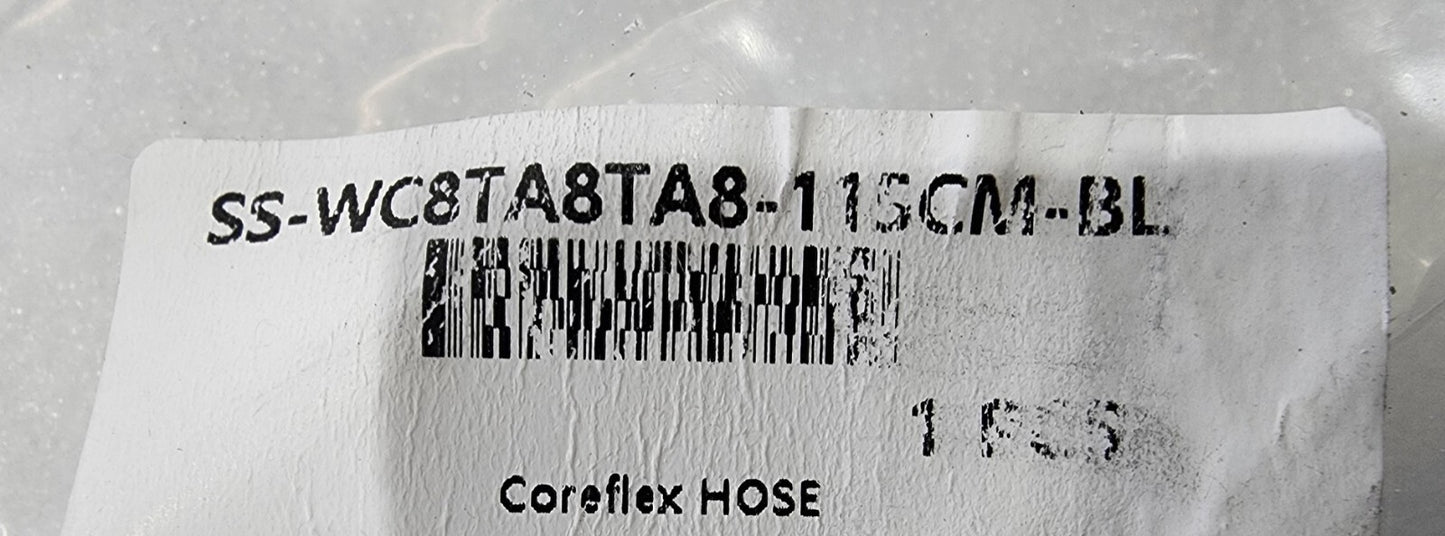 SS-WC8TA8TA8-115CM-BL
1 PCS
Coreflex HOSE